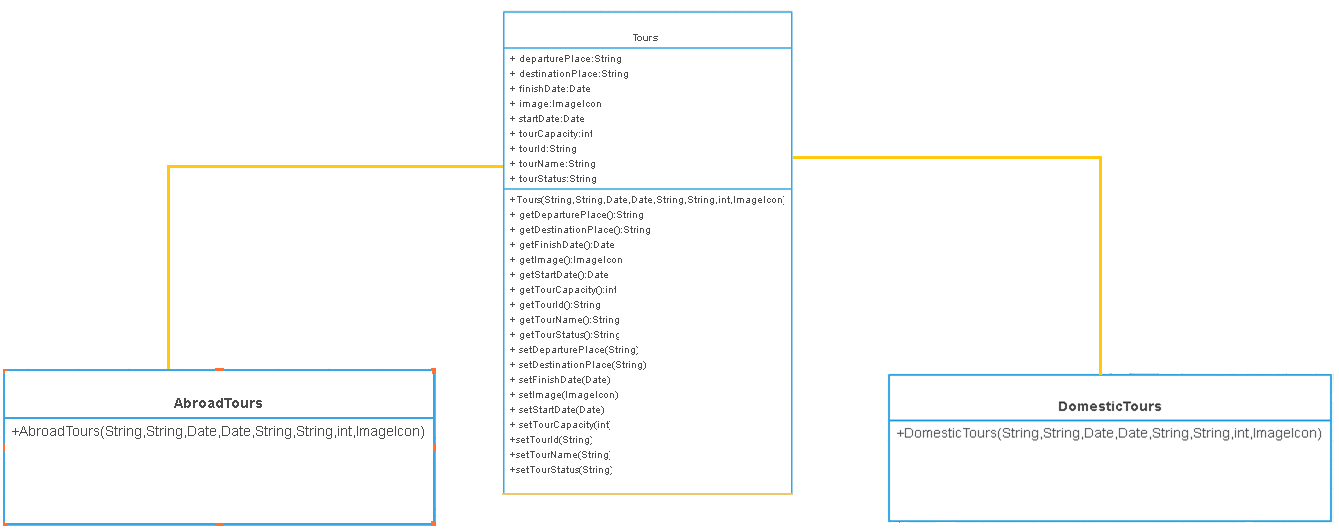 Tours
+ departurePlace:String
+ destinationPlace:String
+ finishDate:Date
+ image:ImageIcon
+ startDate:Date
+ tourCapacity:int
+ tourId:String
+ tourName:String
+ tourStatus:String
+Tours(String,String,Date,Date,String,String,int,ImageIcon)
+ getDeparturePlace():String
+ getDestinationPlace():String
+ getFinishDate():Date
+ getImage():ImageIcon
+ getStartDate():Date
+ getTourCapacity():int
+ getTourId():String
+ getTourName():String
+ getTourStatus():String
+ setDeparturePlace(String)
+ setDestinationPlace(String)
+ setFinishDate(Date)
+ setImage(ImageIcon)
+ setStartDate(Date)
+ setTourCapacity(int)
+setTourId(String)
+setTourName(String)
+setTourStatus(String)
AbroadTours
+AbroadTours(String,String,Date,Date,String,String,int,ImageIcon)
DomesticTours
+DomesticTours(String,String,Date,Date,String,String,int,ImageIcon)